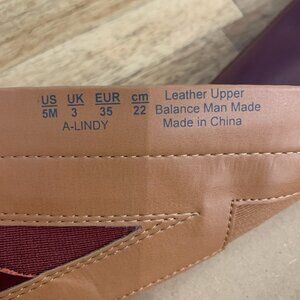 US UK EUR cm Leather Upper
5M 3 35 22 Balance Man Made
A-LINDY Made in China